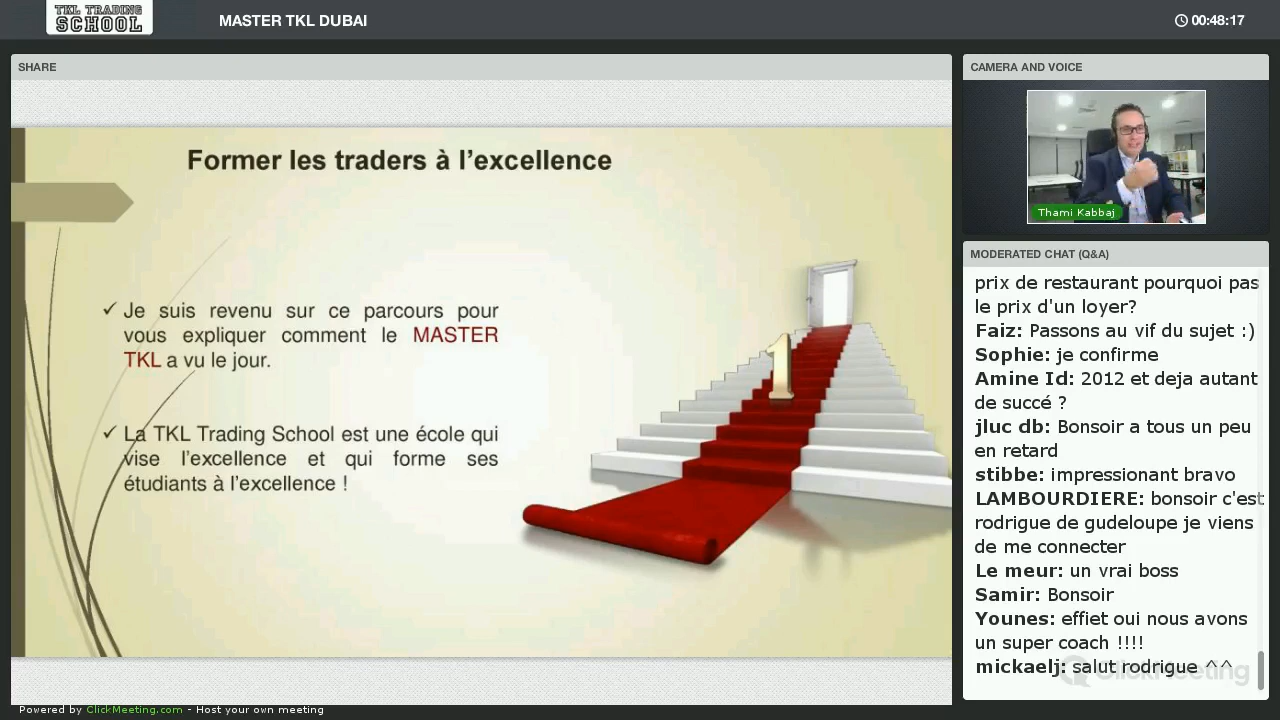 TKL TRADING
SCHOOL
MASTER TKL DUBAI
00:48:17
SHARE
Former les traders à l'excellence
✓ Je suis revenu sur ce parcours pour
vous expliquer comment le MASTER
TKL a vu le jour.
✓ La TKL Trading School est une école qui
vise l'excellence et qui forme ses
étudiants à l'excellence !
1
CAMERA AND VOICE
Thami Kabbaj
MODERATED CHAT (Q&A)
prix de restaurant pourquoi pas
le prix d'un loyer?
Faiz: Passons au vif du sujet :)
Sophie: je confirme
Amine Id: 2012 et deja autant
de succé ?
jluc db: Bonsoir a tous un peu
en retard
stibbe: impressionant bravo
LAMBOURDIERE: bonsoir c'est
rodrigue de gudeloupe je viens
de me connecter
Le meur: un vrai boss
Samir: Bonsoir
Younes: effiet oui nous avons
un super coach !!!!
mickaelj: salut rodrigue ^^
ClickMeeting
Powered by ClickMeeting.com - Host your own meeting